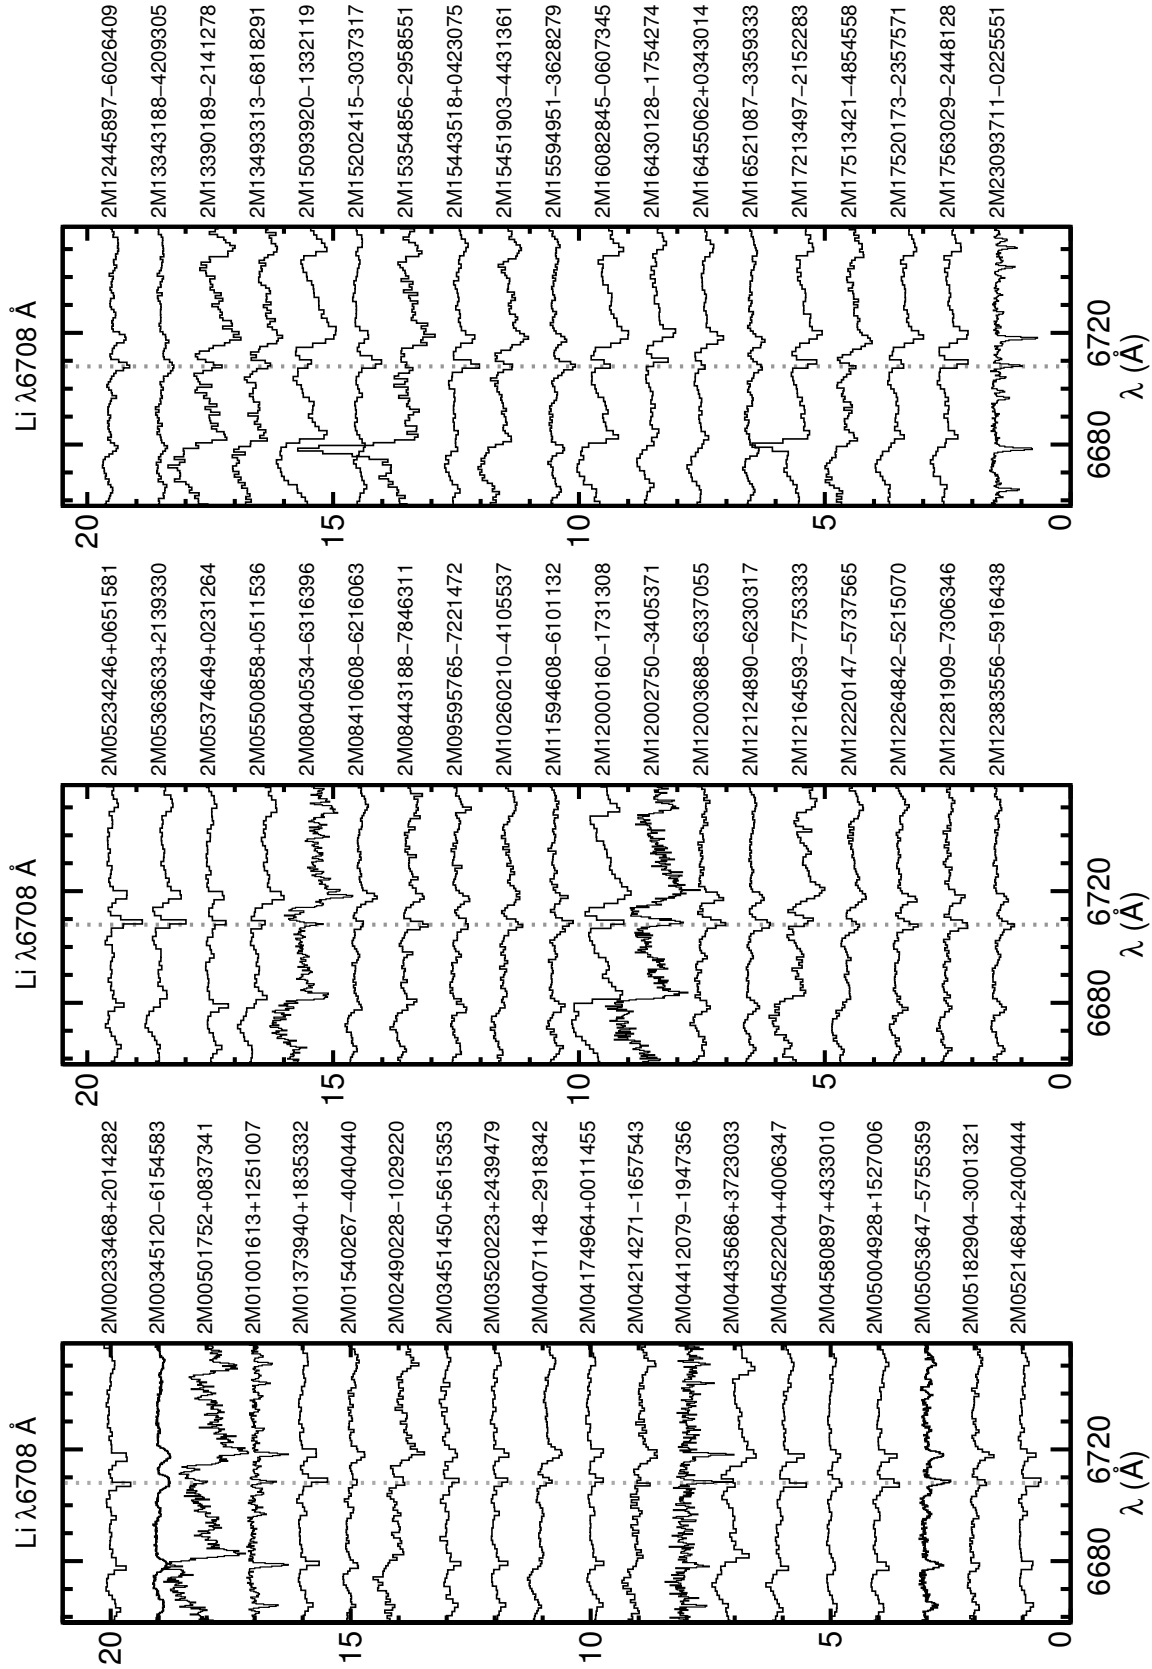 Li λ6708 Å
20
15
10
5
0
6680
6720
λ (Å)
2M00233468+2014282
2M00345120−6154583
2M00501752+0837341
2M01001613+1251007
2M01373940+1835332
2M01540267−4040440
2M02490228−1029220
2M03451450+5615353
2M03520223+2439479
2M04071148−2918342
2M04174964+0011455
2M04214271−1657543
2M04412079−1947356
2M04435686+3723033
2M04522204+4006347
2M04580897+4333010
2M05004928+1527006
2M05053647−5755359
2M05182904−3001321
2M05214684+2400444
Li λ6708 Å
20
15
10
5
0
6680
6720
λ (Å)
2M05234246+0651581
2M05363633+2139330
2M05374649+0231264
2M05500858+0511536
2M08040534−6316396
2M08410608−6216063
2M08443188−7846311
2M09595765−7221472
2M10260210−4105537
2M11594608−6101132
2M12000160−1731308
2M12002750−3405371
2M12003688−6337055
2M12124890−6230317
2M12164593−7753333
2M12220147−5737565
2M12264842−5215070
2M12281909−7306346
2M12383556−5916438
Li λ6708 Å
20
15
10
5
0
6680
6720
λ (Å)
2M12445897−6026409
2M13343188−4209305
2M13390189−2141278
2M13493313−6818291
2M15093920−1332119
2M15202415−3037317
2M15354856−2958551
2M15443518+0423075
2M15451903−4431361
2M15594951−3628279
2M16082845−0607345
2M16430128−1754274
2M16455062+0343014
2M16521087−3359333
2M17213497−2152283
2M17513421−4854558
2M17520173−2357571
2M17563029−2448128
2M23093711−0225551